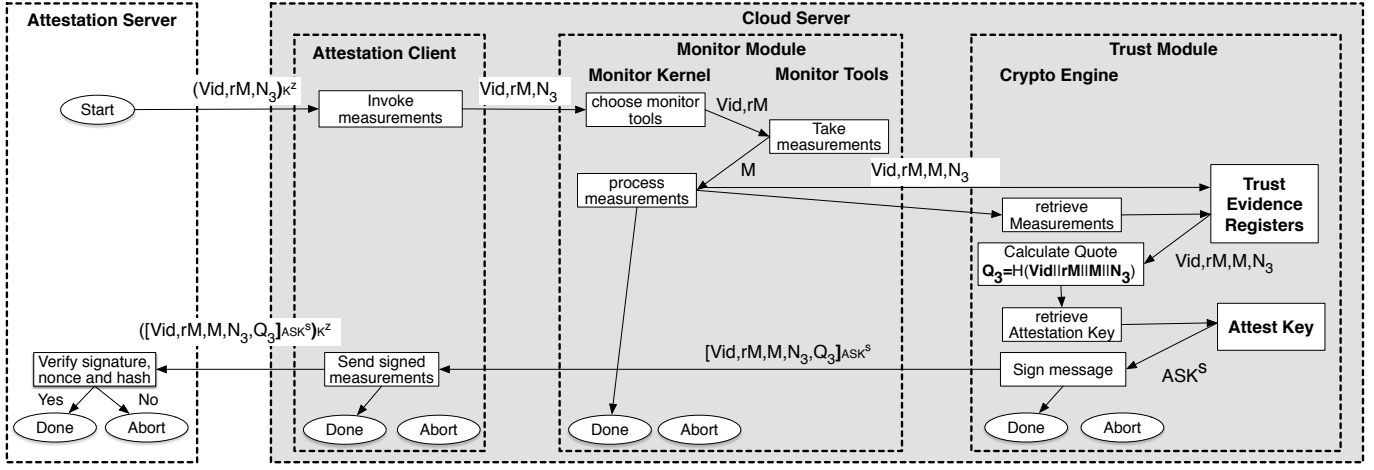 Attestation Server
Cloud Server
Attestation Client
Monitor Module
Trust Module
Monitor Kernel
Monitor Tools
Crypto Engine
Start
(Vid,rM,N3)Kz
Invoke
measurements
Vid,rM,N3
choose monitor
tools
Vid,rM
Take
measurements
M
process
measurements
Vid,rM,M,N3
retrieve
Measurements
Trust
Evidence
Registers
Vid,rM,M,N3
Calculate Quote
Q3=H(Vid||rM||M||N3)
retrieve
Attestation Key
Attest Key
ASKs
Sign message
[Vid,rM,M,N3,Q3]ASKs
Send signed
measurements
([Vid,rM,M,N3,Q3]ASKs)Kz
Verify signature,
nonce and hash
Yes
No
Done
Abort
Done
Abort
Done
Abort
Done
Abort